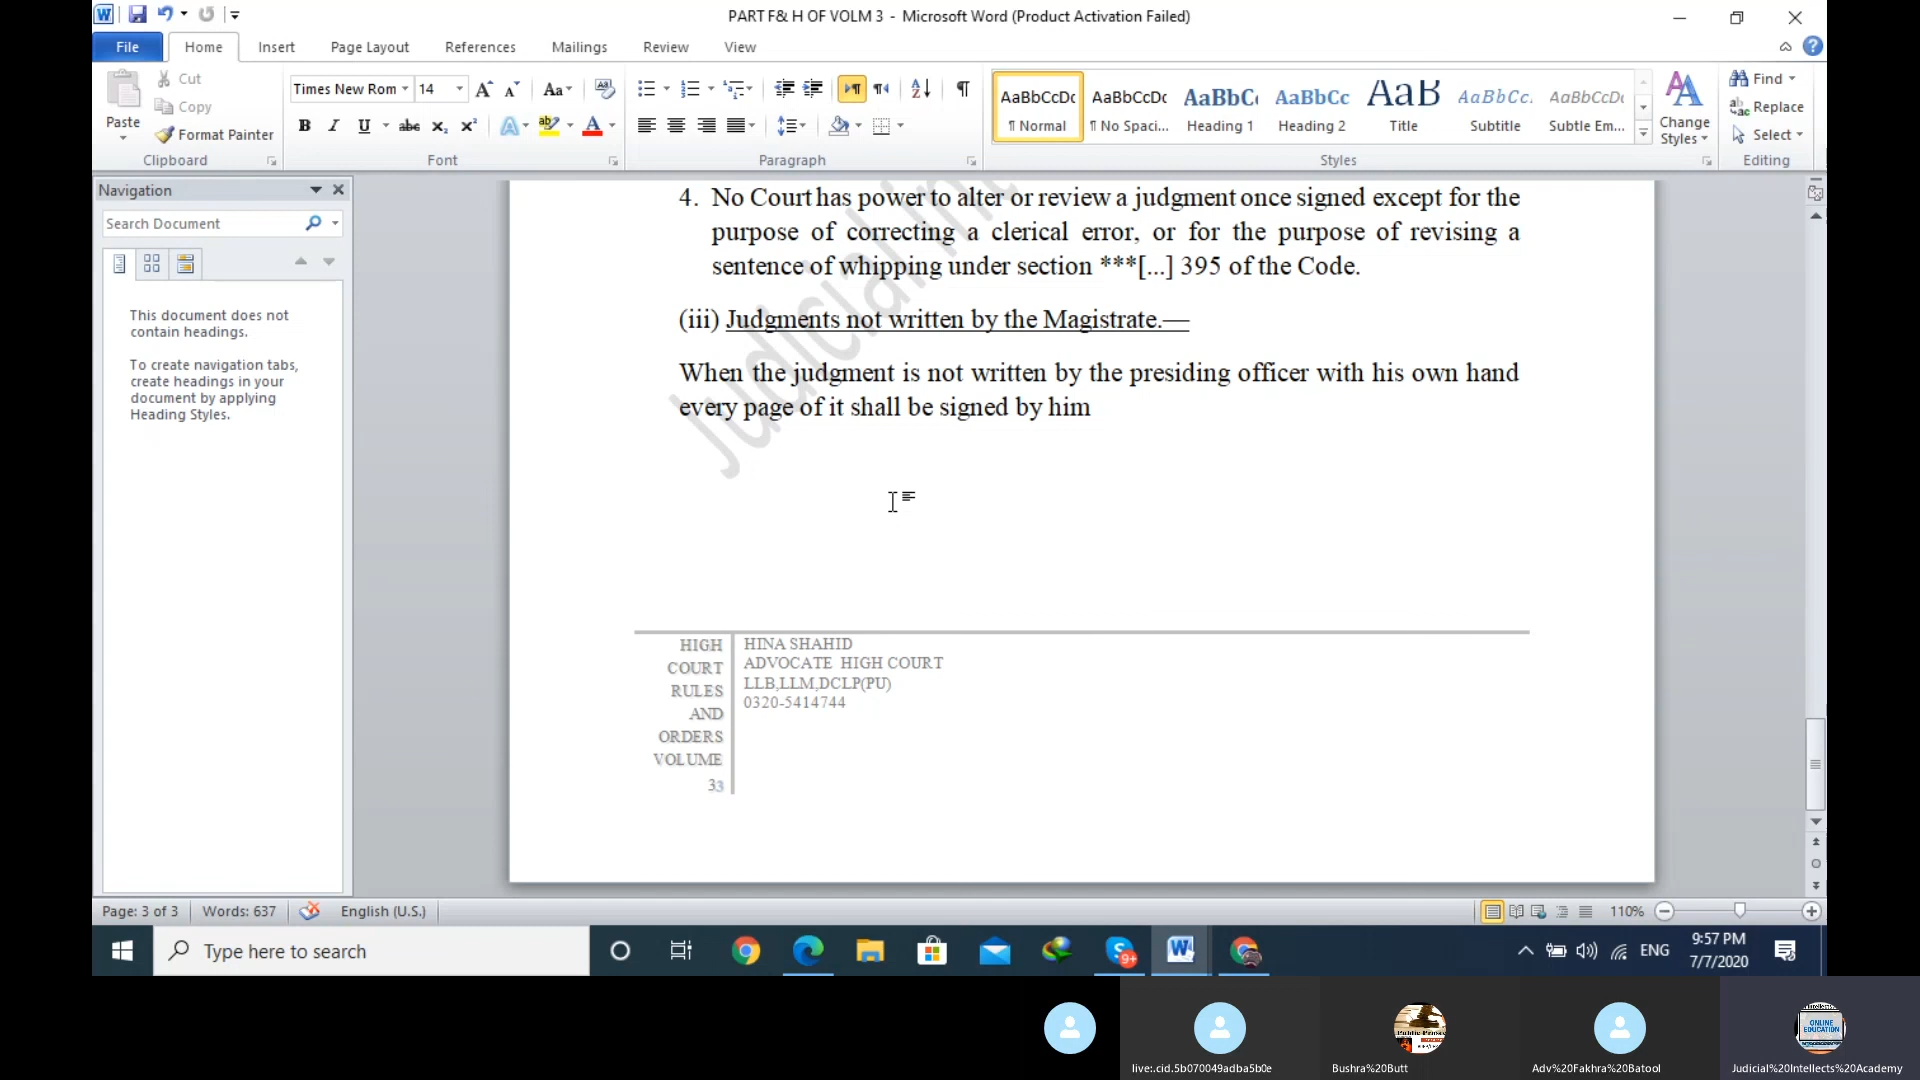 PART F& H OF VOLM 3 - Microsoft Word (Product Activation Failed)
File Home Insert Page Layout References Mailings Review View
Cut
Copy
Format Painter
Paste
Clipboard
Times New Rom 14
Font
Paragraph
AaBbCcDc AaBbCcDc AaBbC AaBbCc AaB AaBbCc. AaBbCcDc
¶ Normal ¶ No Spaci... Heading 1 Heading 2 Title Subtitle Subtle Em...
Change
Styles
Styles
Find
Replace
Select
Editing
Navigation
Search Document
This document does not
contain headings.
To create navigation tabs,
create headings in your
document by applying
Heading Styles.
4. No Court has power to alter or review a judgment once signed except for the
purpose of correcting a clerical error, or for the purpose of revising a
sentence of whipping under section ***[...] 395 of the Code.
(iii) Judgments not written by the Magistrate.—
When the judgment is not written by the presiding officer with his own hand
every page of it shall be signed by him
Judicial Int
HIGH
COURT
RULES
AND
ORDERS
VOLUME
33
HINA SHAHID
ADVOCATE HIGH COURT
LLB,LLM,DCLP(PU)
0320-5414744
Page: 3 of 3 Words: 637 English (U.S.) 110%
Type here to search
9+
ENG
9:57 PM
7/7/2020
ONLINE
EDUCATION
live:.cid.5b070049adba5b0e Bushra%20Butt Adv%20Fakhra%20Batool Judicial%20Intellects%20Academy